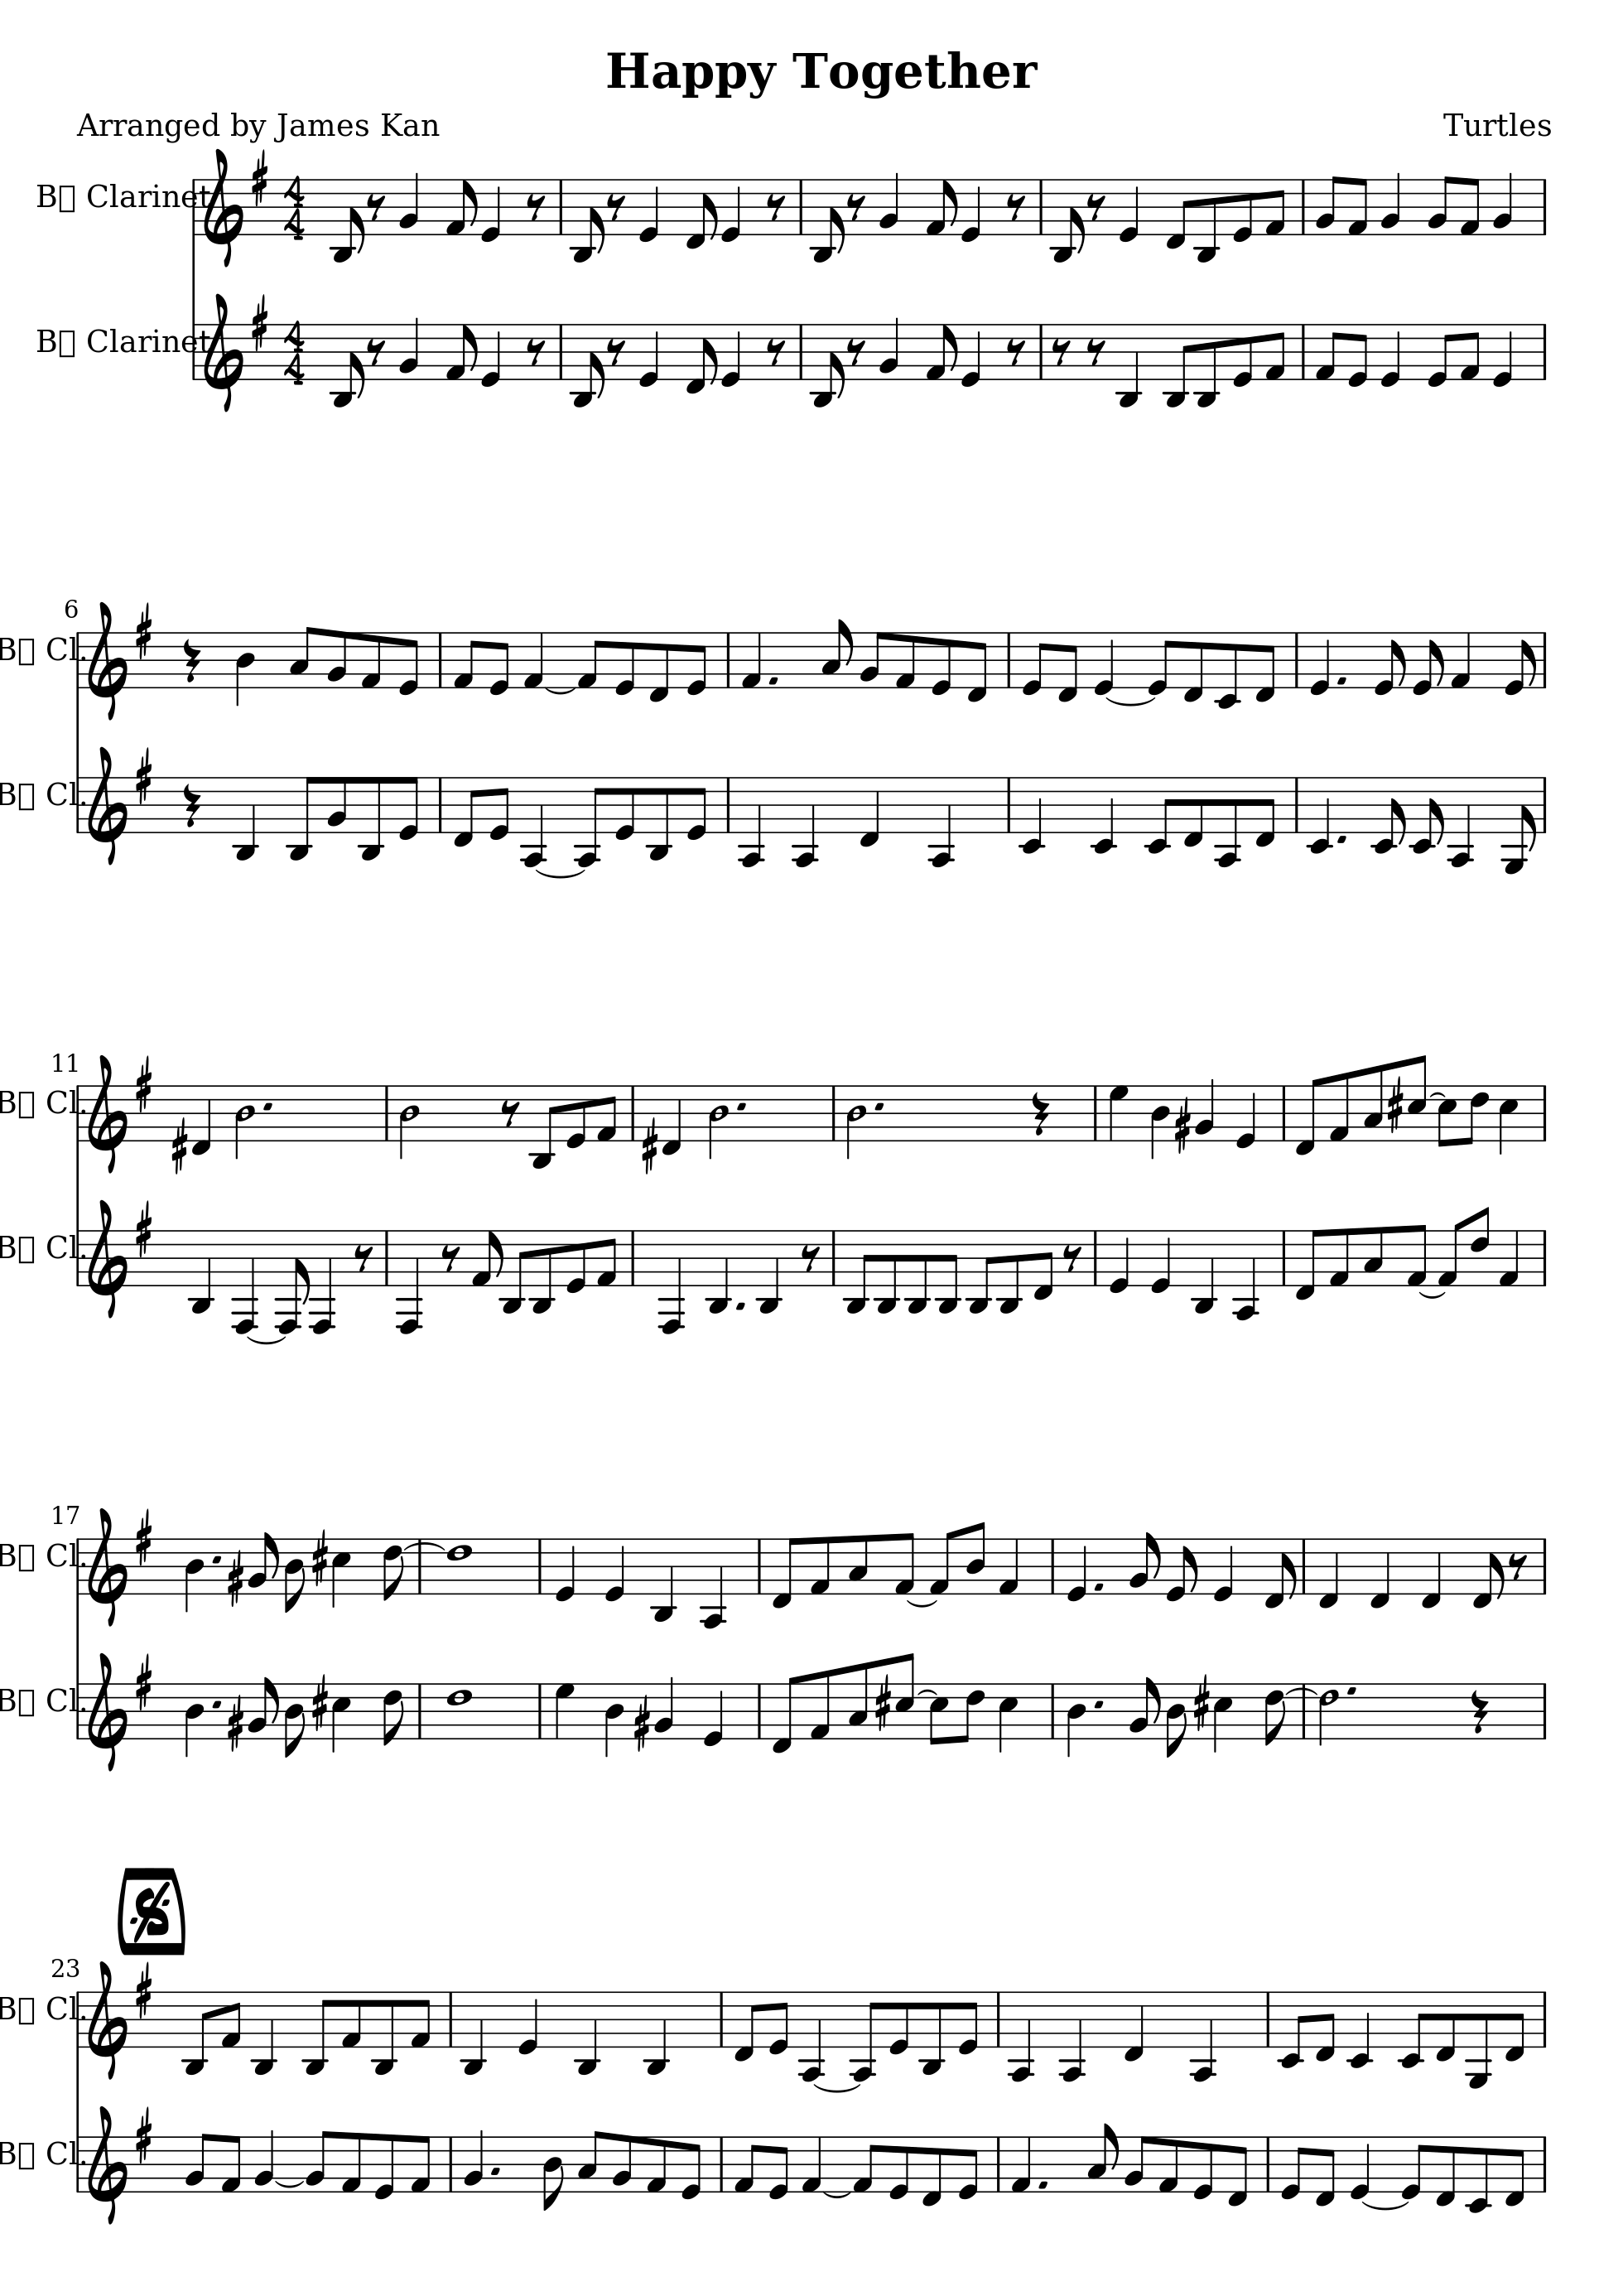 Happy Together
Arranged by James Kan
Turtles
B▯ Clarinet
B▯ Clarinet
6
B▯ Cl.
B▯ Cl.
11
B▯ Cl.
B▯ Cl.
17
B▯ Cl.
B▯ Cl.
23
B▯ Cl.
B▯ Cl.